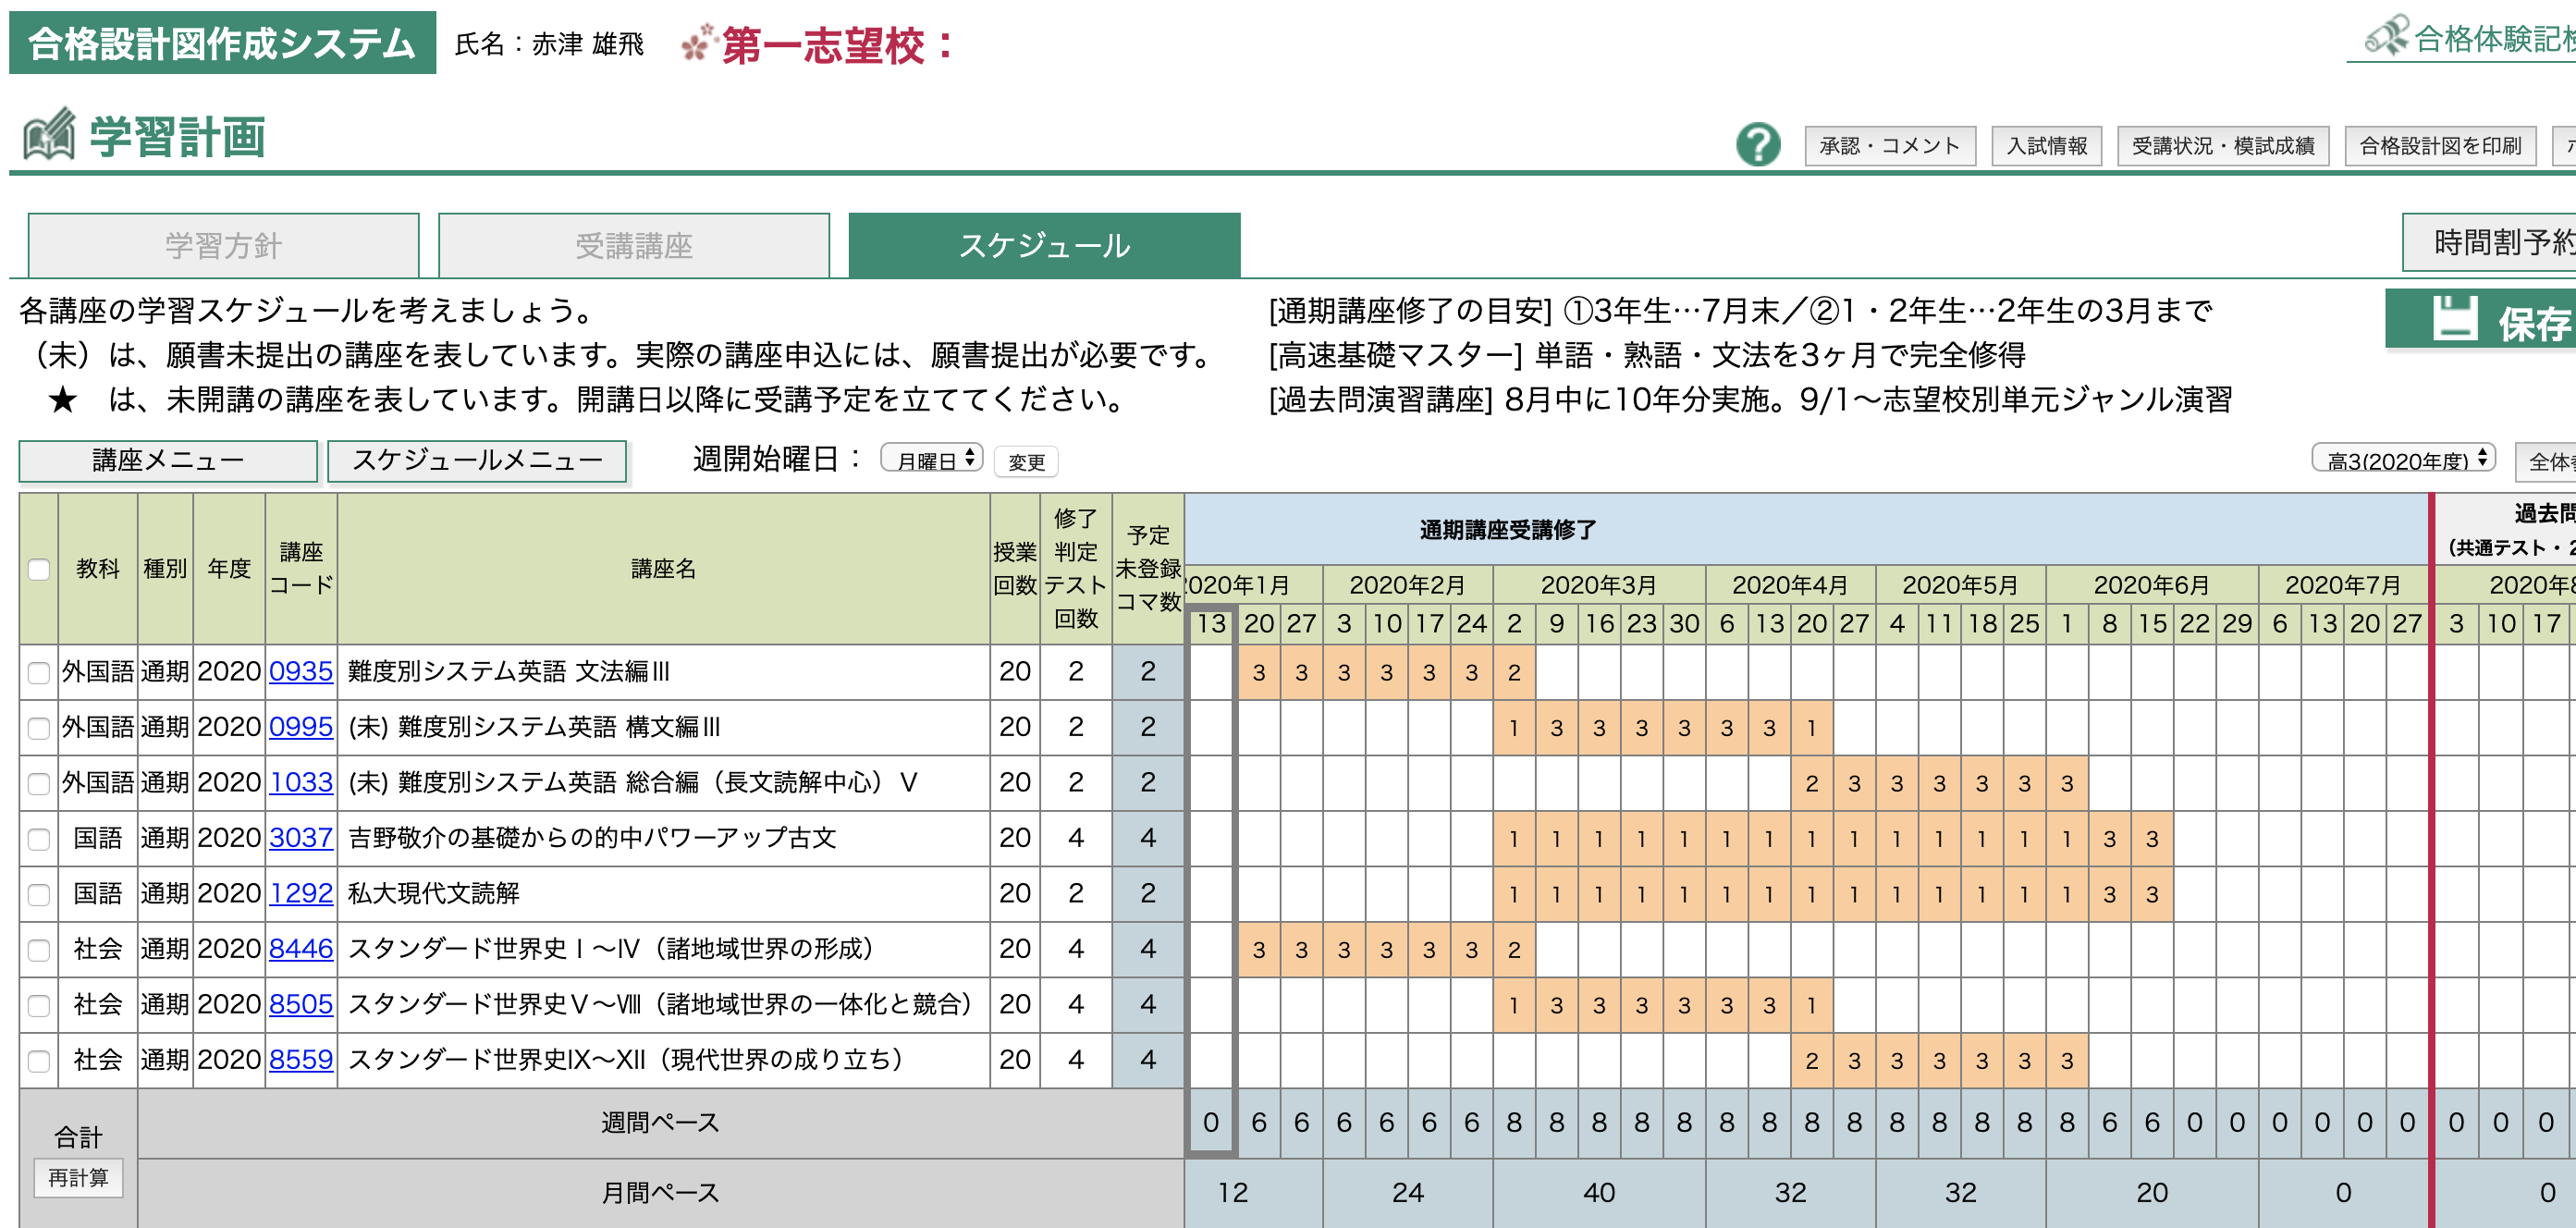 合格設計図作成システム 氏名：赤津 雄飛 第一志望校：
合格体験記
学習計画
? 承認・コメント 入試情報 受講状況・模試成績 合格設計図を印刷
学習方針 受講講座 スケジュール 時間割予約
各講座の学習スケジュールを考えましょう。
（未）は、願書未提出の講座を表しています。実際の講座申込には、願書提出が必要です。
★ は、未開講の講座を表しています。開講日以降に受講予定を立ててください。
[通期講座修了の目安] ①3年生…7月末／②1・2年生…2年生の3月まで
[高速基礎マスター] 単語・熟語・文法を3ヶ月で完全修得
[過去問演習講座] 8月中に10年分実施。9/1〜志望校別単元ジャンル演習
保存
講座メニュー スケジュールメニュー 週開始曜日： 月曜日 変更 高3(2020年度) 全体
教科 種別 年度 講座コード 講座名 授業回数 修了判定テスト回数 予定未登録コマ数
通期講座受講修了 過去問
（共通テスト・2
2020年1月 2020年2月 2020年3月 2020年4月 2020年5月 2020年6月 2020年7月 2020年8
13 20 27 3 10 17 24 2 9 16 23 30 6 13 20 27 4 11 18 25 1 8 15 22 29 6 13 20 27 3 10 17
外国語 通期 2020 0935 難度別システム英語 文法編Ⅲ 20 2 2 3 3 3 3 3 3 2
外国語 通期 2020 0995 (未) 難度別システム英語 構文編Ⅲ 20 2 2 1 3 3 3 3 3 3 1
外国語 通期 2020 1033 (未) 難度別システム英語 総合編（長文読解中心）Ⅴ 20 2 2 2 3 3 3 3 3 3
国語 通期 2020 3037 吉野敬介の基礎からの的中パワーアップ古文 20 4 4 1 1 1 1 1 1 1 1 1 1 1 1 1 1 3 3
国語 通期 2020 1292 私大現代文読解 20 2 2 1 1 1 1 1 1 1 1 1 1 1 1 1 1 3 3
社会 通期 2020 8446 スタンダード世界史Ⅰ〜Ⅳ（諸地域世界の形成） 20 4 4 3 3 3 3 3 3 2
社会 通期 2020 8505 スタンダード世界史Ⅴ〜Ⅷ（諸地域世界の一体化と競合） 20 4 4 1 3 3 3 3 3 3 1
社会 通期 2020 8559 スタンダード世界史Ⅸ〜Ⅻ（現代世界の成り立ち） 20 4 4 2 3 3 3 3 3 3
合計 再計算
週間ペース 0 6 6 6 6 6 6 8 8 8 8 8 8 8 8 8 8 8 8 8 8 6 6 0 0 0 0 0 0 0 0 0
月間ペース 12 24 40 32 32 20 0 0